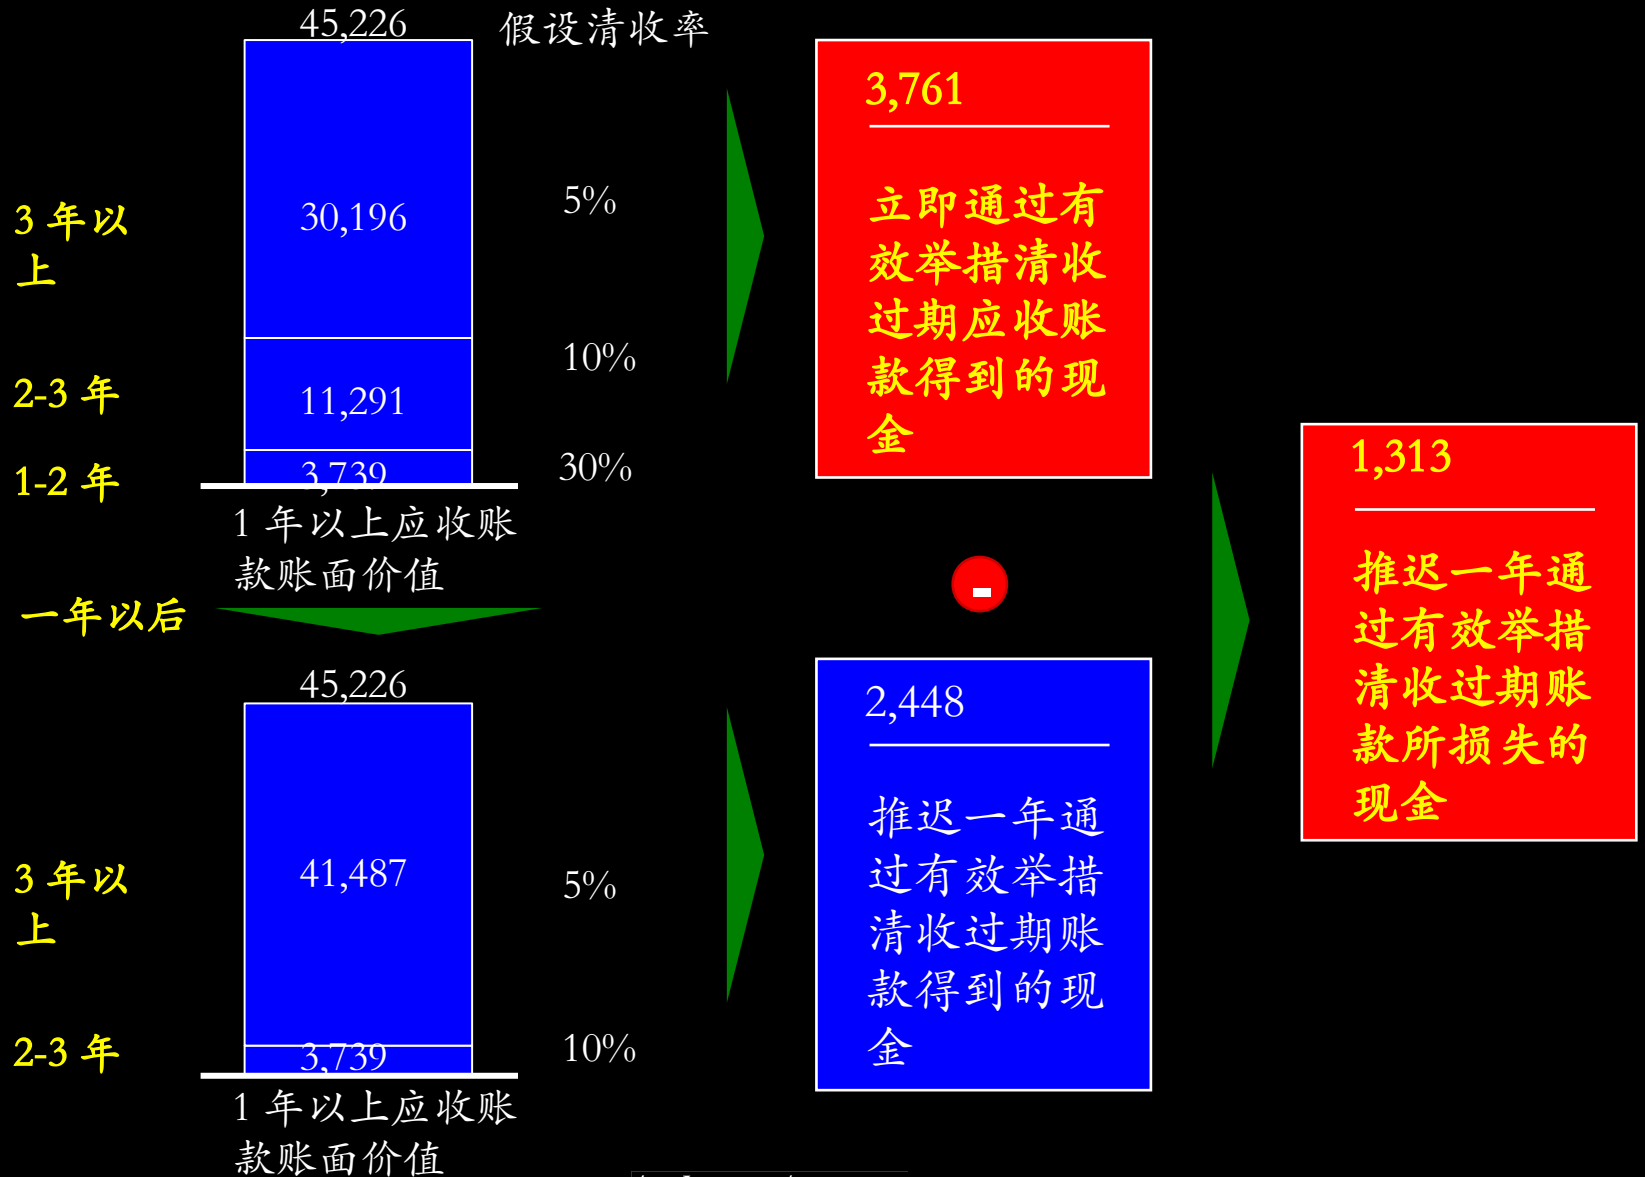 45,226
假设清收率
3 年以
上
30,196
5%
2-3 年
11,291
10%
1-2 年
3,739
30%
1 年以上应收账
款账面价值
3,761
立即通过有
效举措清收
过期应收账
款得到的现
金
一年以后
-
45,226
3 年以
上
41,487
5%
2-3 年
3,739
10%
1 年以上应收账
款账面价值
2,448
推迟一年通
过有效举措
清收过期账
款得到的现
金
1,313
推迟一年通
过有效举措
清收过期账
款所损失的
现金